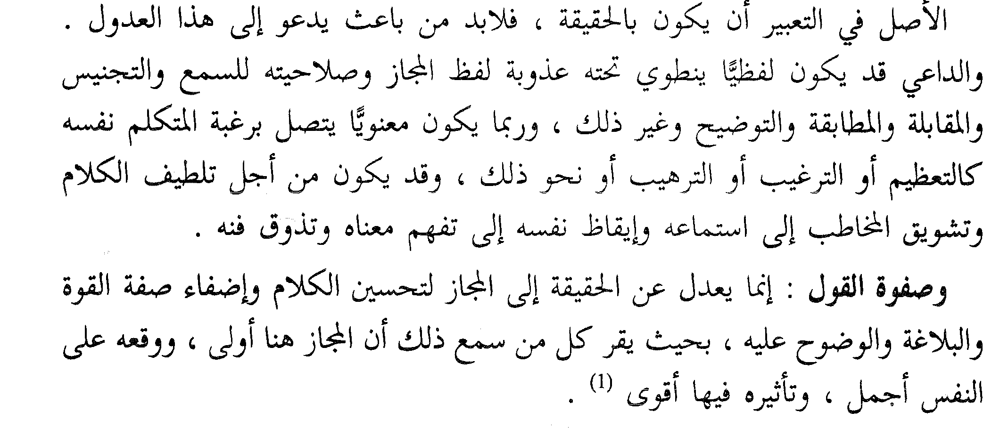 الأصل في التعبير أن يكون بالحقيقة ، فلابد من باعث يدعو إلى هذا العدول .
والداعي قد يكون لفظيًّا ينطوي تحته عذوبة لفظ المجاز وصلاحيته للسمع والتجنيس
والمقابلة والمطابقة والتوضيح وغير ذلك ، وربما يكون معنويًّا يتصل برغبة المتكلم نفسه
كالتعظيم أو الترغيب أو الترهيب أو نحو ذلك ، وقد يكون من أجل تلطيف الكلام
وتشويق المخاطب إلى استماعه وإيقاظ نفسه إلى تفهم معناه وتذوق فنه .
وصفوة القول : إنما يعدل عن الحقيقة إلى المجاز لتحسين الكلام وإضفاء صفة القوة
والبلاغة والوضوح عليه ، بحيث يقر كل من سمع ذلك أن المجاز هنا أولى ، ووقعه على
النفس أجمل ، وتأثيره فيها أقوى (1) .